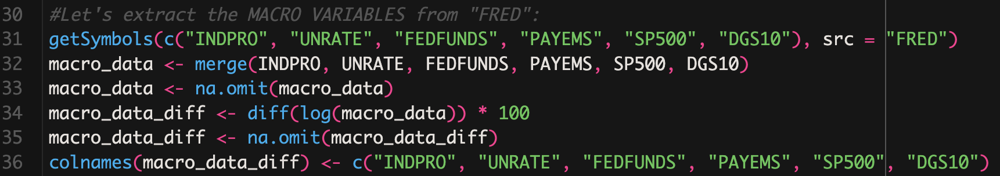 30 #Let's extract the MACRO VARIABLES from "FRED":
31 getSymbols(c("INDPRO", "UNRATE", "FEDFUNDS", "PAYEMS", "SP500", "DGS10"), src = "FRED")
32 macro_data <- merge(INDPRO, UNRATE, FEDFUNDS, PAYEMS, SP500, DGS10)
33 macro_data <- na.omit(macro_data)
34 macro_data_diff <- diff(log(macro_data)) * 100
35 macro_data_diff <- na.omit(macro_data_diff)
36 colnames(macro_data_diff) <- c("INDPRO", "UNRATE", "FEDFUNDS", "PAYEMS", "SP500", "DGS10")